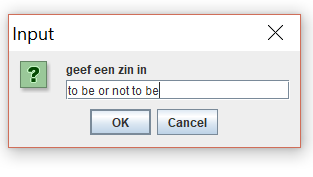 Input
?
geef een zin in
to be or not to be
OK Cancel